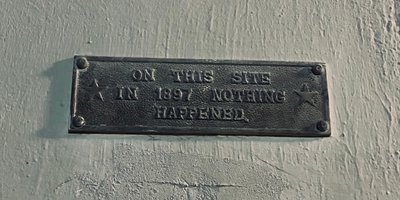 ON THIS SITE
IN 1897 NOTHING
HAPPENED.